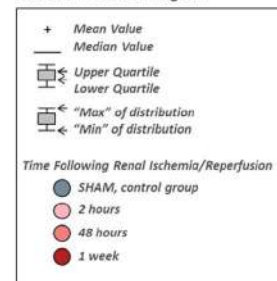 + Mean Value
Median Value
Upper Quartile
Lower Quartile
"Max" of distribution
"Min" of distribution
Time Following Renal Ischemia/Reperfusion
SHAM, control group
2 hours
48 hours
1 week